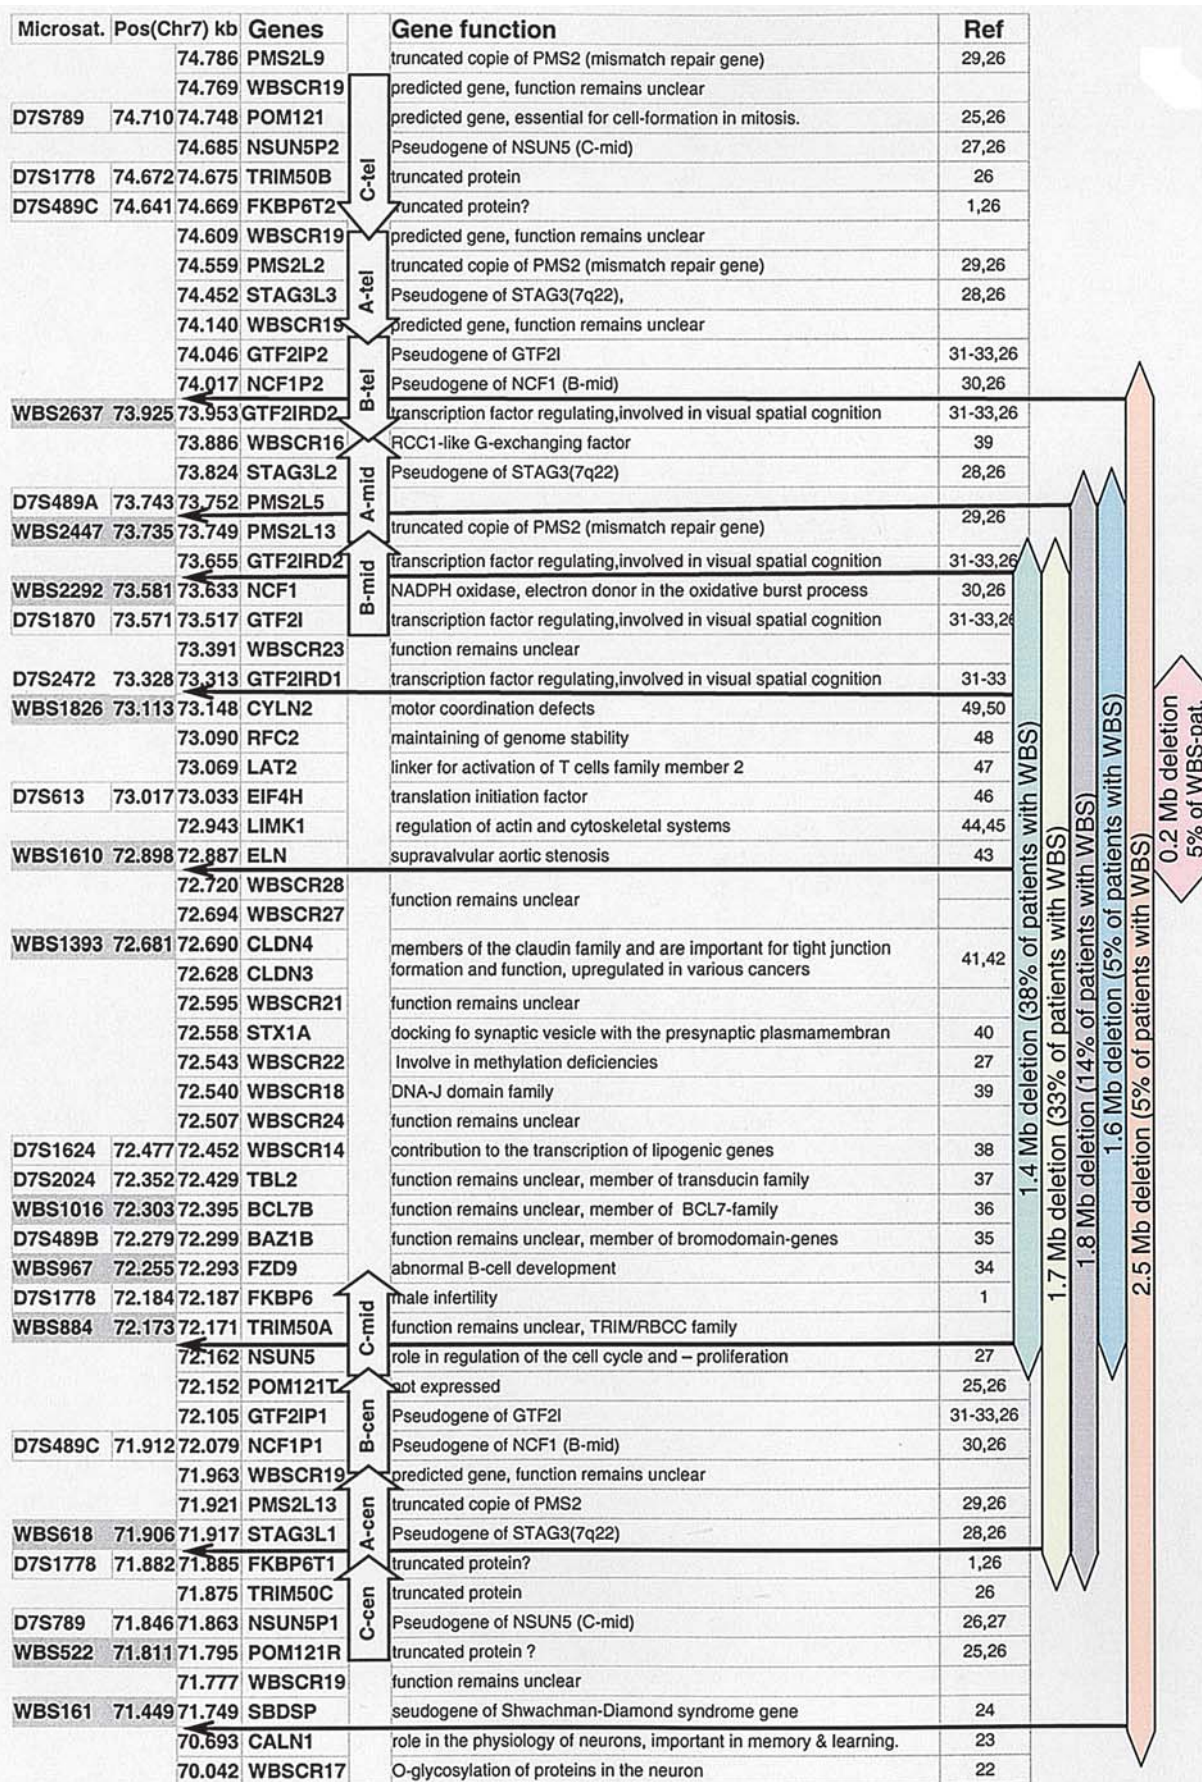 Microsat. Pos(Chr7) kb Genes Gene function Ref
74.786 PMS2L9 truncated copie of PMS2 (mismatch repair gene) 29,26
74.769 WBSCR19 predicted gene, function remains unclear
D7S789 74.710 74.748 POM121 predicted gene, essential for cell-formation in mitosis. 25,26
74.685 NSUN5P2 Pseudogene of NSUN5 (C-mid) 27,26
D7S1778 74.672 74.675 TRIM50B truncated protein 26
D7S489C 74.641 74.669 FKBP6T2 truncated protein? 1,26
C-tel
74.609 WBSCR19 predicted gene, function remains unclear
74.559 PMS2L2 truncated copie of PMS2 (mismatch repair gene) 29,26
74.452 STAG3L3 Pseudogene of STAG3(7q22), 28,26
74.140 WBSCR19 predicted gene, function remains unclear
A-tel
74.046 GTF2IP2 Pseudogene of GTF2I 31-33,26
74.017 NCF1P2 Pseudogene of NCF1 (B-mid) 30,26
WBS2637 73.925 73.953 GTF2IRD2 transcription factor regulating,involved in visual spatial cognition 31-33,26
B-tel
73.886 WBSCR16 RCC1-like G-exchanging factor 39
73.824 STAG3L2 Pseudogene of STAG3(7q22) 28,26
D7S489A 73.743 73.752 PMS2L5
WBS2447 73.735 73.749 PMS2L13 truncated copie of PMS2 (mismatch repair gene) 29,26
A-mid
73.655 GTF2IRD2 transcription factor regulating,involved in visual spatial cognition 31-33,26
WBS2292 73.581 73.633 NCF1 NADPH oxidase, electron donor in the oxidative burst process 30,26
D7S1870 73.571 73.517 GTF2I transcription factor regulating,involved in visual spatial cognition 31-33,26
B-mid
73.391 WBSCR23 function remains unclear
D7S2472 73.328 73.313 GTF2IRD1 transcription factor regulating,involved in visual spatial cognition 31-33
WBS1826 73.113 73.148 CYLN2 motor coordination defects 49,50
73.090 RFC2 maintaining of genome stability 48
73.069 LAT2 linker for activation of T cells family member 2 47
D7S613 73.017 73.033 EIF4H translation initiation factor 46
72.943 LIMK1 regulation of actin and cytoskeletal systems 44,45
WBS1610 72.898 72.887 ELN supravalvular aortic stenosis 43
72.720 WBSCR28
function remains unclear
72.694 WBSCR27
WBS1393 72.681 72.690 CLDN4 members of the claudin family and are important for tight junction
72.628 CLDN3 formation and function, upregulated in various cancers 41,42
72.595 WBSCR21 function remains unclear
72.558 STX1A docking fo synaptic vesicle with the presynaptic plasmamembran 40
72.543 WBSCR22 Involve in methylation deficiencies 27
72.540 WBSCR18 DNA-J domain family 39
72.507 WBSCR24 function remains unclear
D7S1624 72.477 72.452 WBSCR14 contribution to the transcription of lipogenic genes 38
D7S2024 72.352 72.429 TBL2 function remains unclear, member of transducin family 37
WBS1016 72.303 72.395 BCL7B function remains unclear, member of BCL7-family 36
D7S489B 72.279 72.299 BAZ1B function remains unclear, member of bromodomain-genes 35
WBS967 72.255 72.293 FZD9 abnormal B-cell development 34
D7S1778 72.184 72.187 FKBP6 male infertility 1
WBS884 72.173 72.171 TRIM50A function remains unclear, TRIM/RBCC family
72.162 NSUN5 role in regulation of the cell cycle and – proliferation 27
C-mid
72.152 POM121T not expressed 25,26
72.105 GTF2IP1 Pseudogene of GTF2I 31-33,26
D7S489C 71.912 72.079 NCF1P1 Pseudogene of NCF1 (B-mid) 30,26
B-cen
71.963 WBSCR19 predicted gene, function remains unclear
71.921 PMS2L13 truncated copie of PMS2 29,26
WBS618 71.906 71.917 STAG3L1 Pseudogene of STAG3(7q22) 28,26
A-cen
D7S1778 71.882 71.885 FKBP6T1 truncated protein? 1,26
71.875 TRIM50C truncated protein 26
D7S789 71.846 71.863 NSUN5P1 Pseudogene of NSUN5 (C-mid) 26,27
WBS522 71.811 71.795 POM121R truncated protein ? 25,26
C-cen
71.777 WBSCR19 function remains unclear
WBS161 71.449 71.749 SBDSP seudogene of Shwachman-Diamond syndrome gene 24
70.693 CALN1 role in the physiology of neurons, important in memory & learning. 23
70.042 WBSCR17 O-glycosylation of proteins in the neuron 22
1.4 Mb deletion (38% of patients with WBS)
1.7 Mb deletion (33% of patients with WBS)
1.8 Mb deletion (14% of patients with WBS)
1.6 Mb deletion (5% of patients with WBS)
2.5 Mb deletion (5% of patients with WBS)
0.2 Mb deletion
5% of WBS-pat.